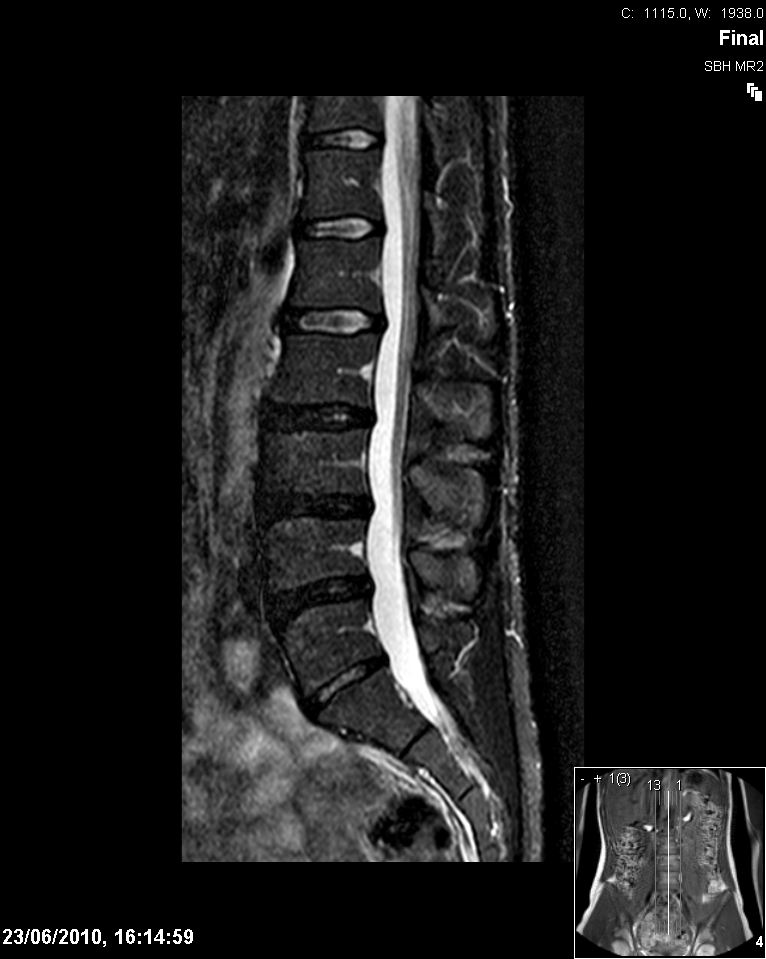 C: 1115.0, W: 1938.0
Final
SBH MR2
- + 1(3)
13 1
4
23/06/2010, 16:14:59